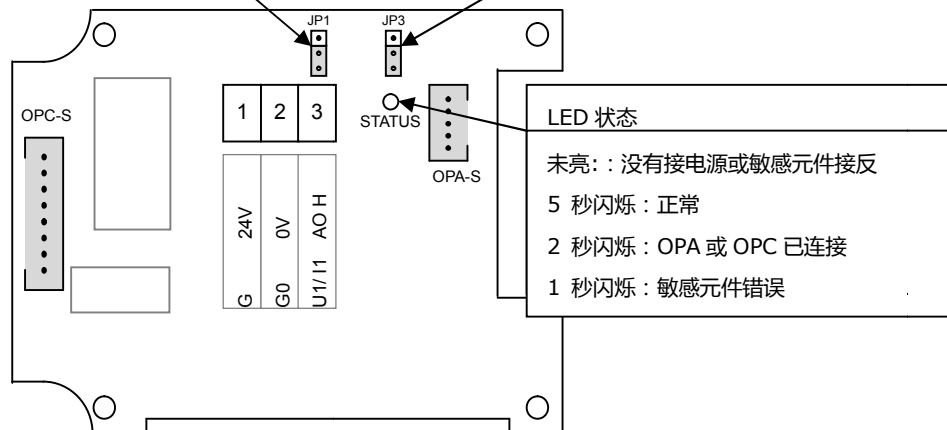 JP1
JP3
OPC-S
1 2 3
STATUS
OPA-S
24V 0V AO H
G G0 U1/ I1
LED 状态
未亮:：没有接电源或敏感元件接反
5 秒闪烁：正常
2 秒闪烁：OPA 或 OPC 已连接
1 秒闪烁：敏感元件错误